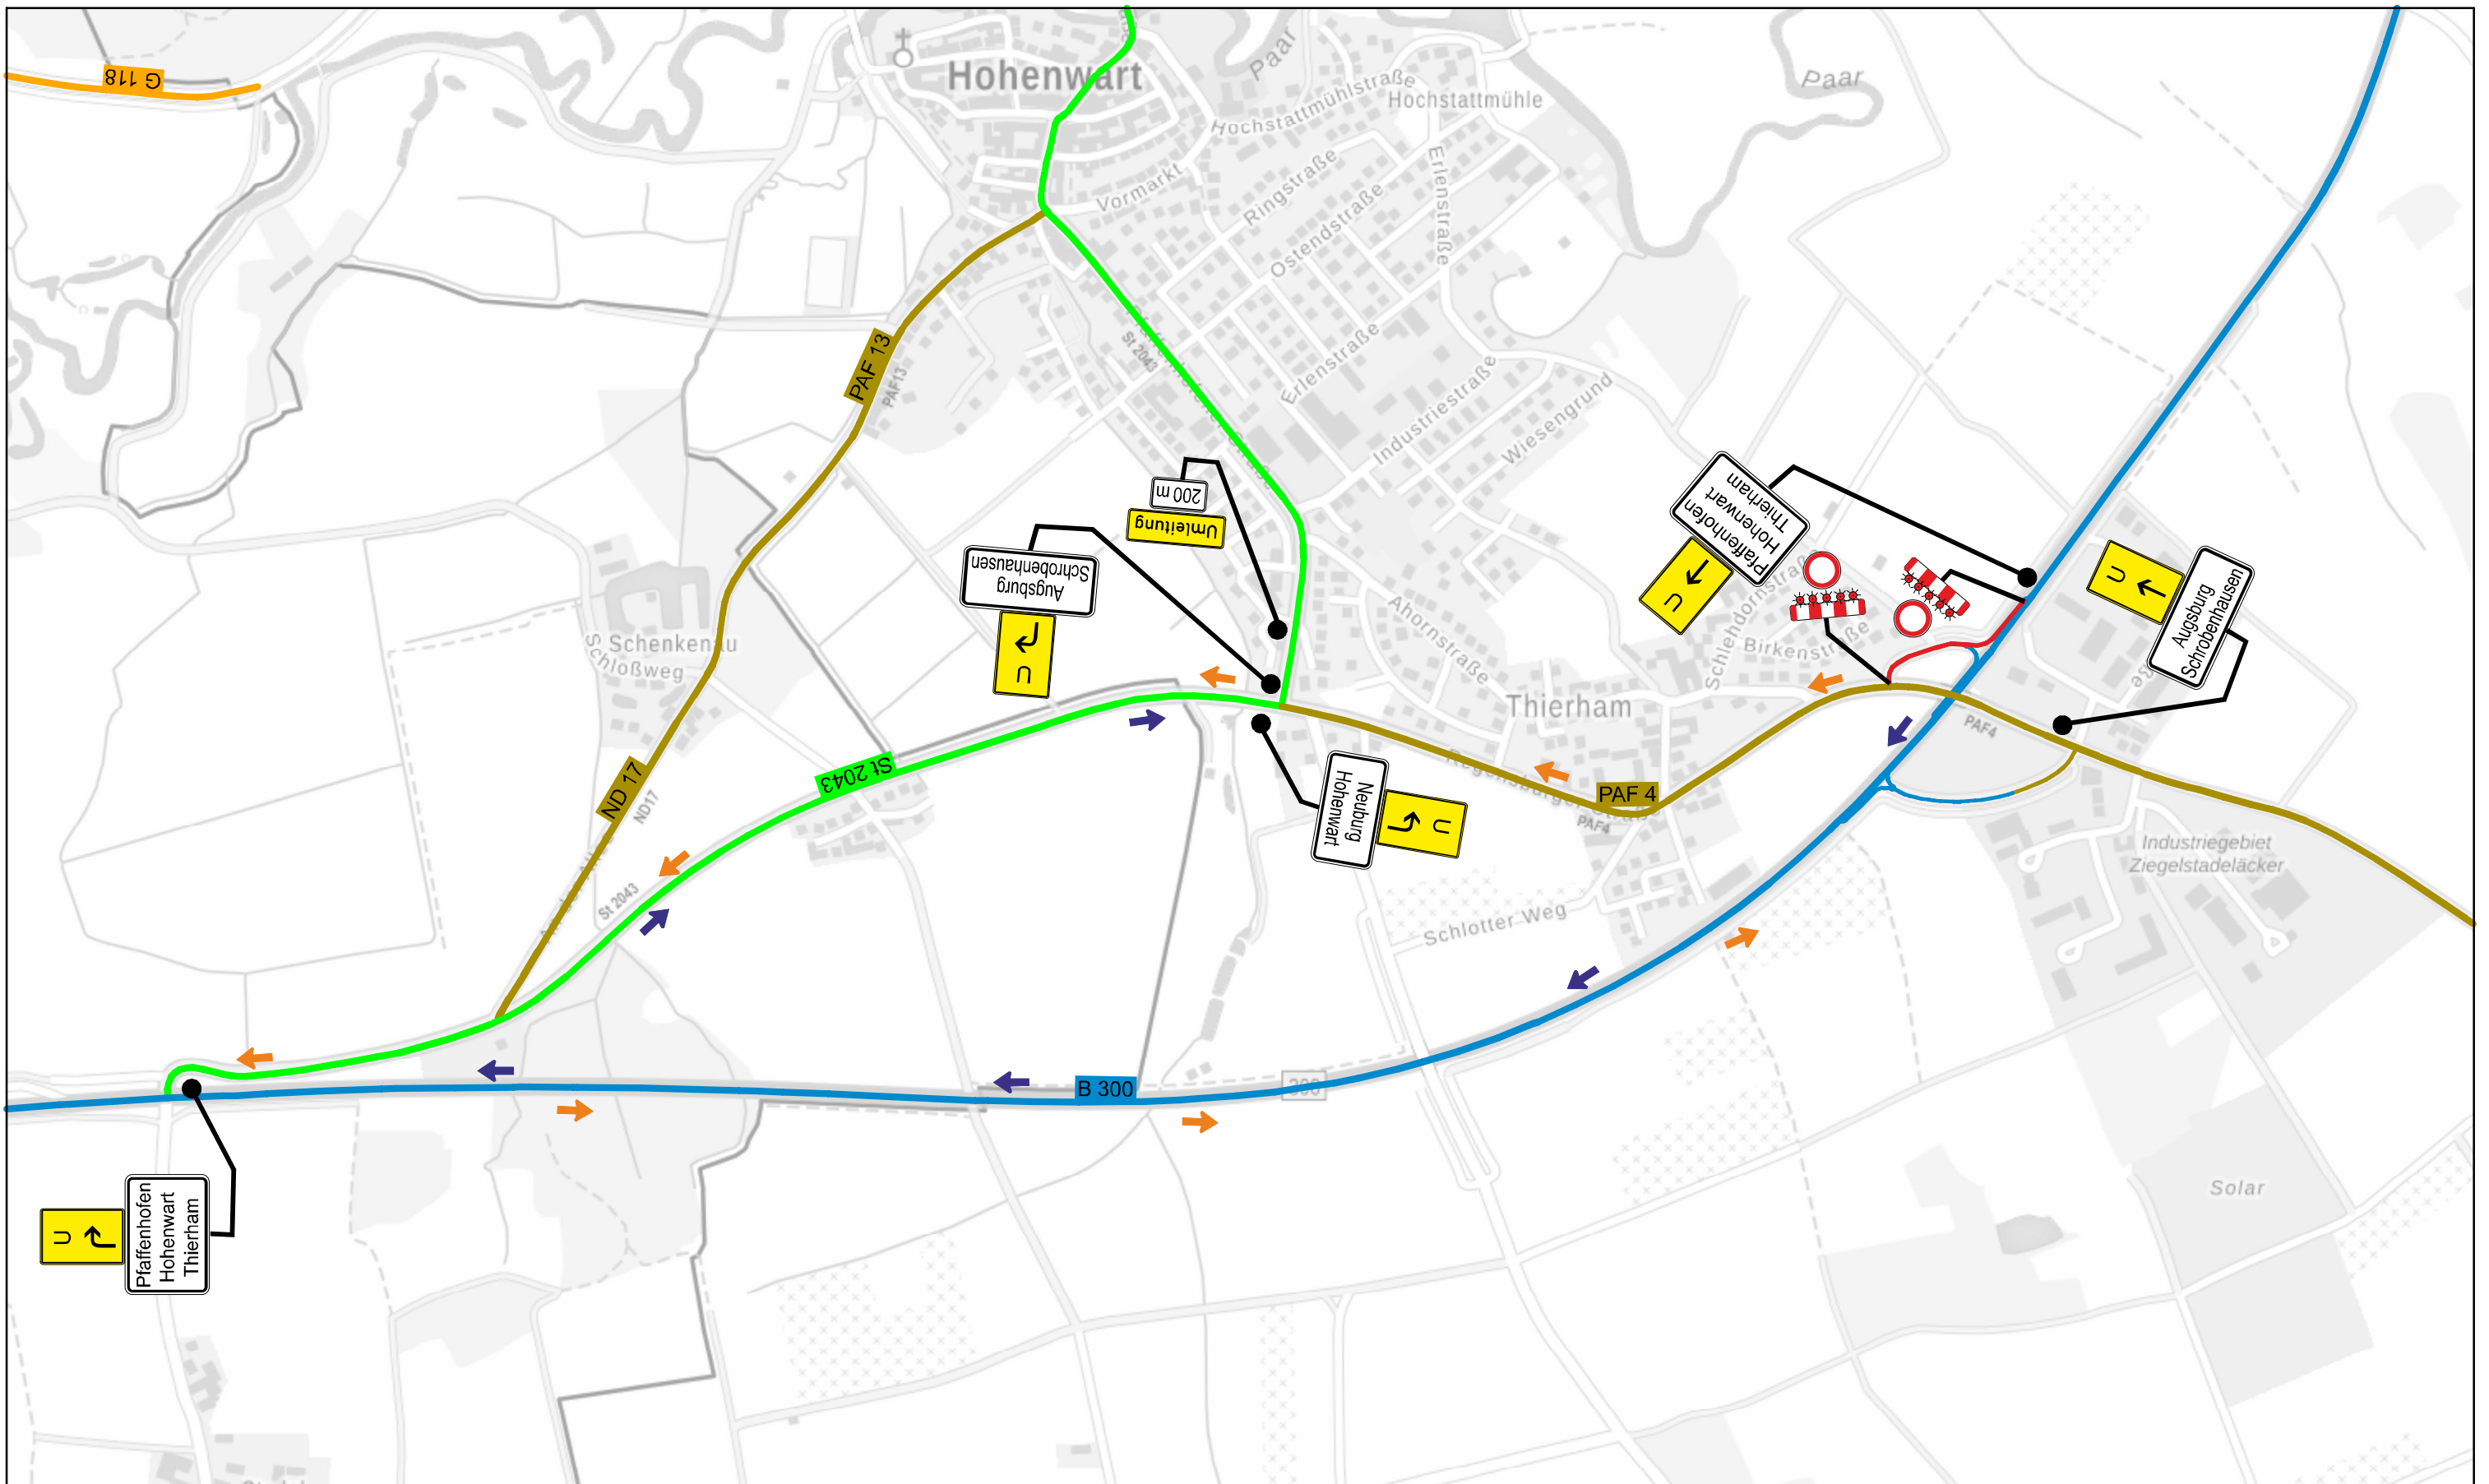 G 118
Hohenwart
Paar
Hochstattmühlstraße
Hochstattmühle
Paar
Vormarkt
Ringstraße
Erlenstraße
Ostendstraße
St 2043
PAF 13
PAF13
Erlenstraße
Industriestraße
Wiesengrund
200 m
Umleitung
Augsburg
Schrobenhausen
U
Pfaffenhofen
Hohenwart
Thierham
U
Augsburg
Schrobenhausen
U
Schenkenau
Schloßweg
Ahornstraße
Schlehdornstraße
Birkenstraße
Thierham
PAF4
ND 17
ND17
St 2043
Neuburg
Hohenwart
U
PAF 4
PAF4
St 2043
Schlotter Weg
Industriegebiet
Ziegelstadeläcker
B 300
300
Pfaffenhofen
Hohenwart
Thierham
U
Solar